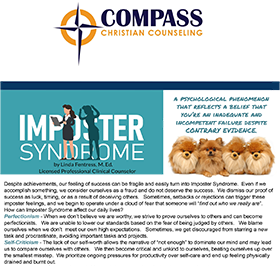 COMPASS
CHRISTIAN COUNSELING
IMPOSTER
SYNDROME
by Linda Fentress, M. Ed.
Licensed Professional Clinical Counselor
A PSYCHOLOGICAL PHENOMENON
THAT REFLECTS A BELIEF THAT
YOU'RE AN INADEQUATE AND
INCOMPETENT FAILURE DESPITE
CONTRARY EVIDENCE.
Despite achievements, our feeling of success can be fragile and easily turn into Imposter Syndrome. Even if we
accomplish something, we consider ourselves as a fraud and do not deserve the success. We dismiss our proof of
success as luck, timing, or as a result of deceiving others. Sometimes, setbacks or rejections can trigger these
imposter feelings, and we begin to operate under a cloud of fear that someone will "find out who we really are".
How can Imposter Syndrome affect our daily lives?
Perfectionism - When we don't believe we are worthy, we strive to prove ourselves to others and can become
perfectionists. We are unable to lower our standards based on the fear of being judged by others. We blame
ourselves when we don't meet our own high expectations. Sometimes, we get discouraged from starting a new
task and procrastinate, avoiding important tasks and projects.
Self-Criticism - The lack of our self-worth allows the narrative of "not enough" to dominate our mind and may lead
us to compare ourselves with others. We then become critical and unkind to ourselves, beating ourselves up over
the smallest misstep. We prioritize ongoing pressures for productivity over self-care and end up feeling physically
drained and burnt out.